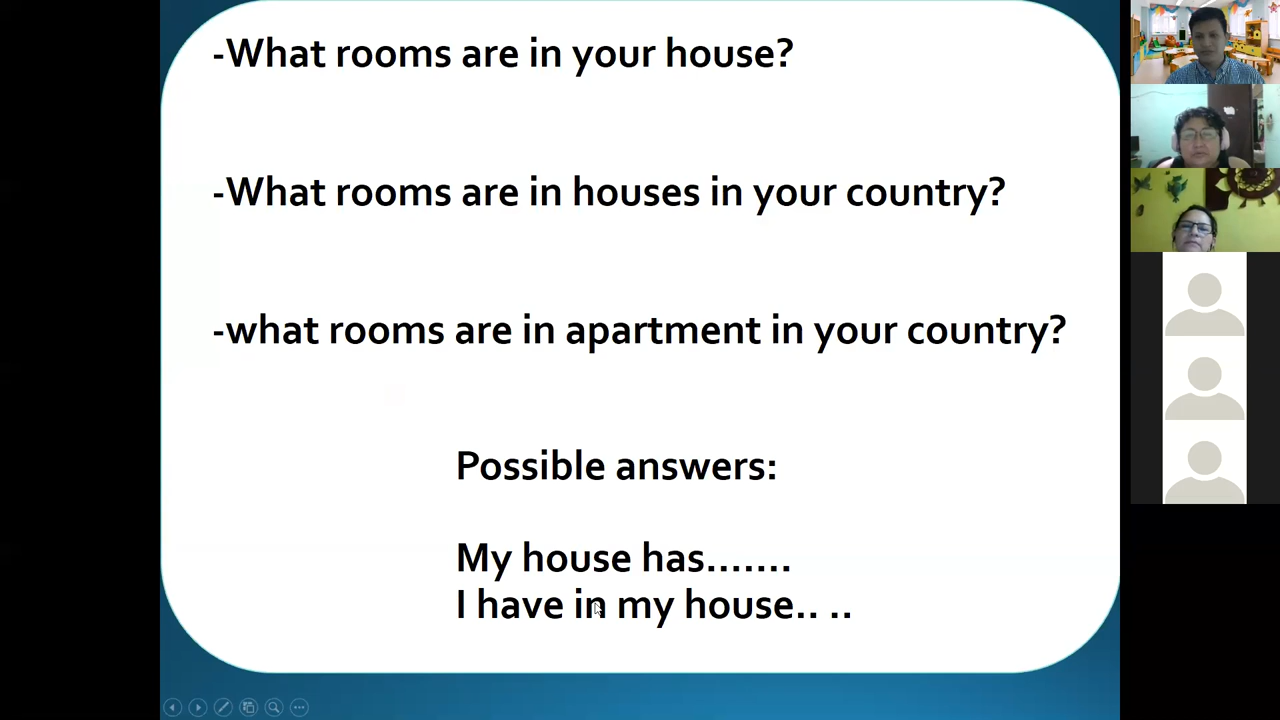 -What rooms are in your house?
-What rooms are in houses in your country?
-what rooms are in apartment in your country?
Possible answers:
My house has.......
I have in my house.. ..